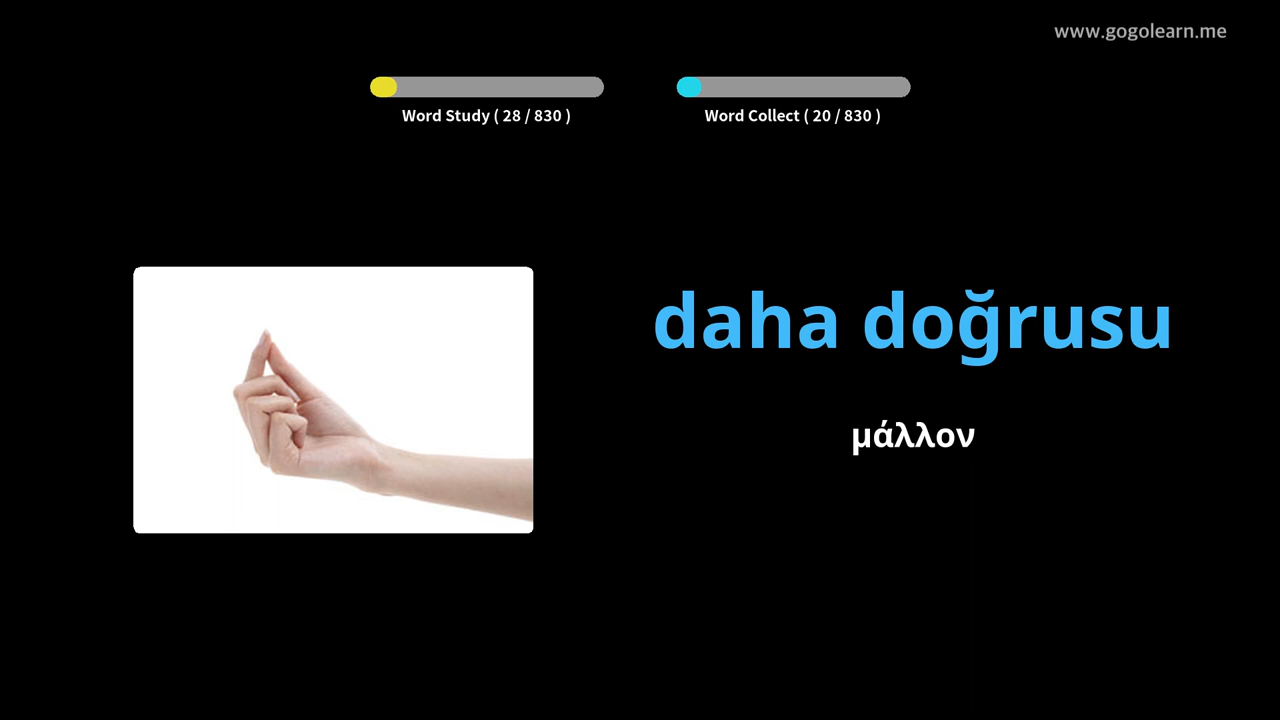 www.gogolearn.me
Word Study ( 28 / 830 )
Word Collect ( 20 / 830 )
daha doğrusu
μάλλον